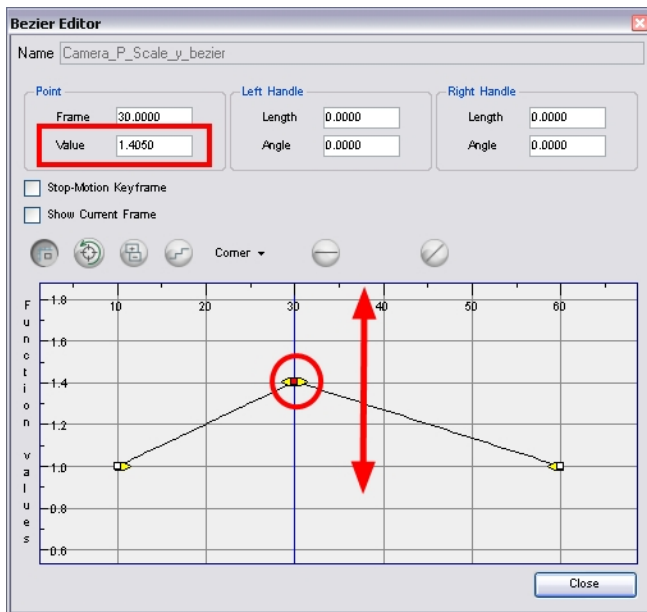 Bezier Editor
Name Camera_P_Scale_y_bezier
Point Left Handle Right Handle
Frame 30.0000 Length 0.0000 Length 0.0000
Value 1.4050 Angle 0.0000 Angle 0.0000
Stop-Motion Keyframe
Show Current Frame
Corner
Function values
10 20 30 40 50 60
1.8
1.6
1.4
1.2
1.0
0.8
0.6
Close